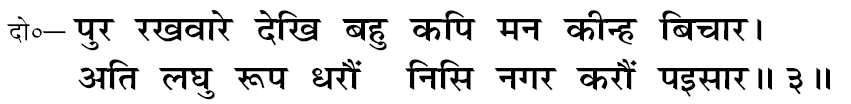 दो०— पुर रखवारे देखि बहु कपि मन कीन्ह बिचार।
अति लघु रूप धरौं निसि नगर करौं पइसार॥ ३॥